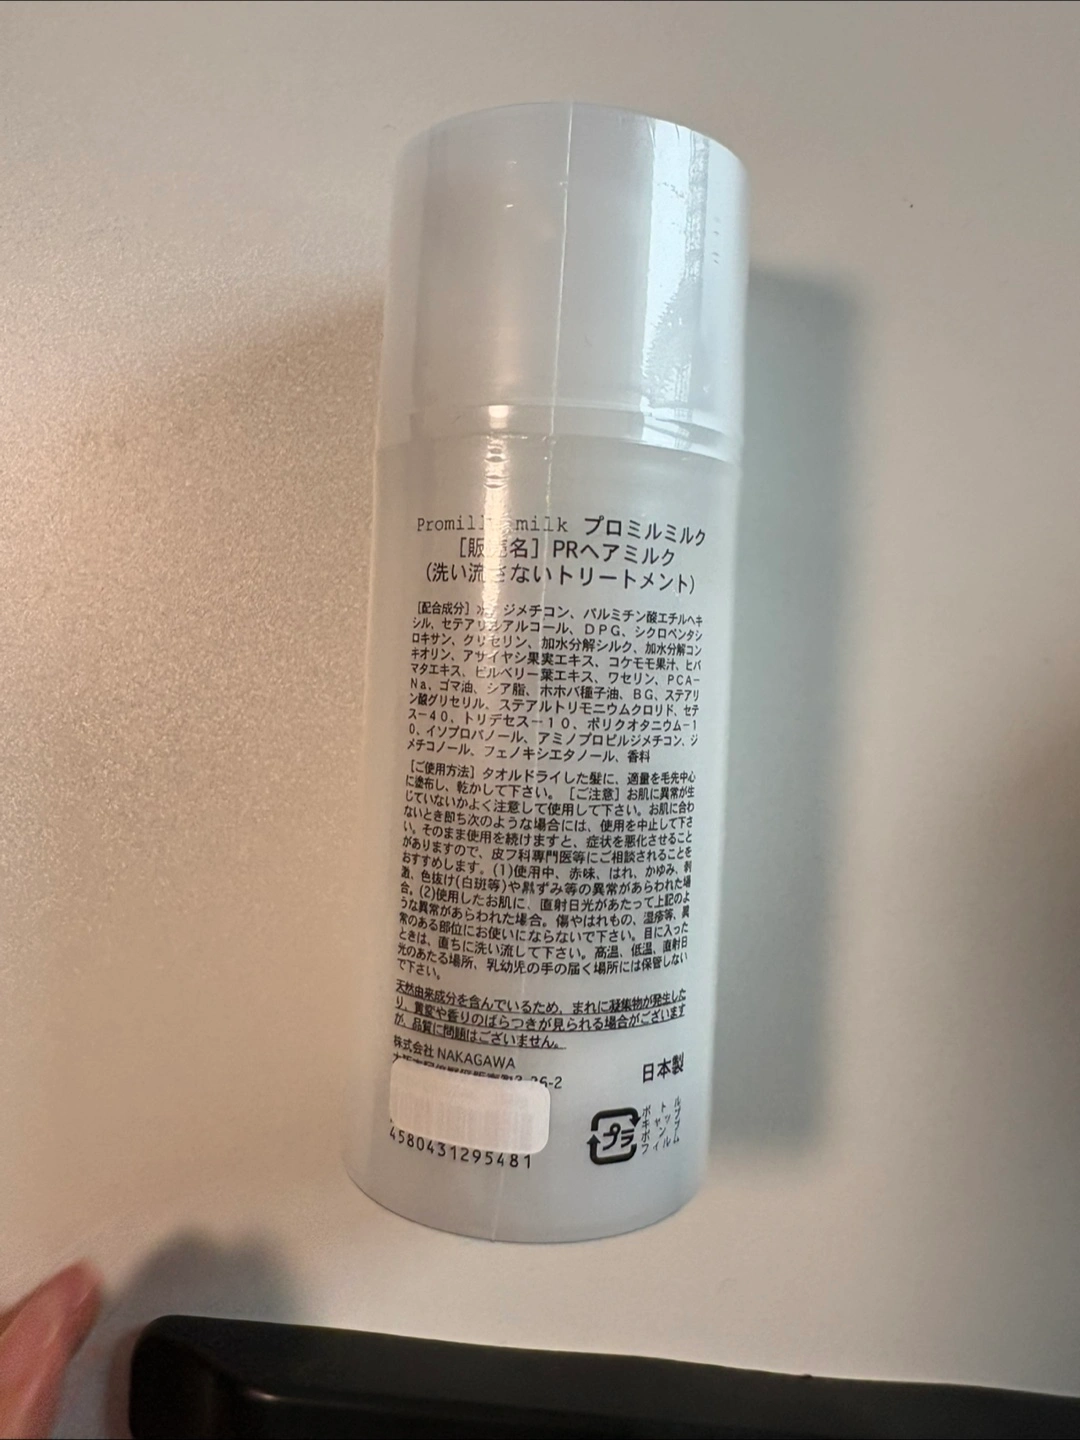 Promill milk プロミルミルク
［販売名］PRヘアミルク
(洗い流さないトリートメント)
［配合成分］水、ジメチコン、パルミチン酸エチルヘキ
シル、セテアリルアルコール、ＤＰＧ、シクロペンタシ
ロキサン、グリセリン、加水分解シルク、加水分解コン
キオリン、アサイヤシ果実エキス、コケモモ果汁、ヒバ
マタエキス、ビルベリー葉エキス、ワセリン、ＰＣＡ－
Ｎａ、ゴマ油、シア脂、ホホバ種子油、ＢＧ、ステアリ
ン酸グリセリル、ステアルトリモニウムクロリド、セテ
ス－４０、トリデセス－１０、ポリクオタニウム－１
０、イソプロパノール、アミノプロピルジメチコン、ジ
メチコノール、フェノキシエタノール、香料
［ご使用方法］タオルドライした髪に、適量を毛先中心
に塗布し、乾かして下さい。［ご注意］お肌に異常が生
じていないかよく注意して使用して下さい。お肌に合わ
ないとき即ち次のような場合には、使用を中止して下さ
い。そのまま使用を続けますと、症状を悪化させること
がありますので、皮フ科専門医等にご相談されることを
おすすめします。(1)使用中、赤味、はれ、かゆみ、刺
激、色抜け(白斑等)や黒ずみ等の異常があらわれた場
合。(2)使用したお肌に、直射日光があたって上記のよ
うな異常があらわれた場合。傷やはれもの、湿疹等、異
常のある部位にお使いにならないで下さい。目に入った
ときは、直ちに洗い流して下さい。高温、低温、直射日
光のあたる場所、乳幼児の手の届く場所には保管しない
で下さい。
天然由来成分を含んでいるため、まれに凝集物が発生した
り、黄変や香りのばらつきが見られる場合がございます
が、品質に問題はございません。
株式会社 NAKAGAWA
日本製
4580431295481
プラ
ボトル
キャップ
ポンプ
フィルム